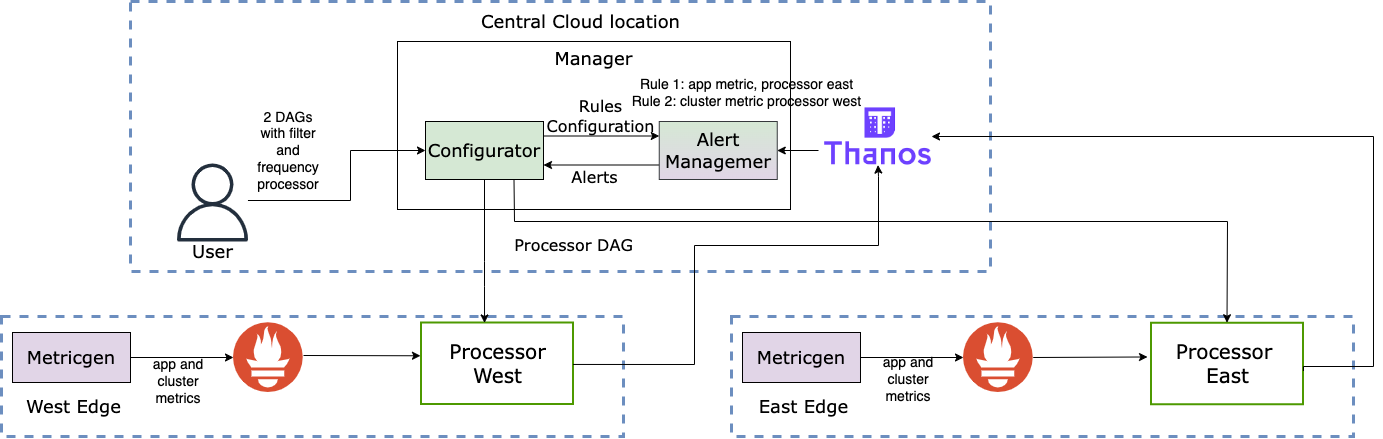 Central Cloud location
Manager
Rule 1: app metric, processor east
Rule 2: cluster metric processor west
2 DAGs
with filter
and
frequency
processor
Rules
Configuration
Configurator
Alert
Managemer
Thanos
Alerts
User
Processor DAG
Metricgen
app and
cluster
metrics
Processor
West
West Edge
Metricgen
app and
cluster
metrics
Processor
East
East Edge